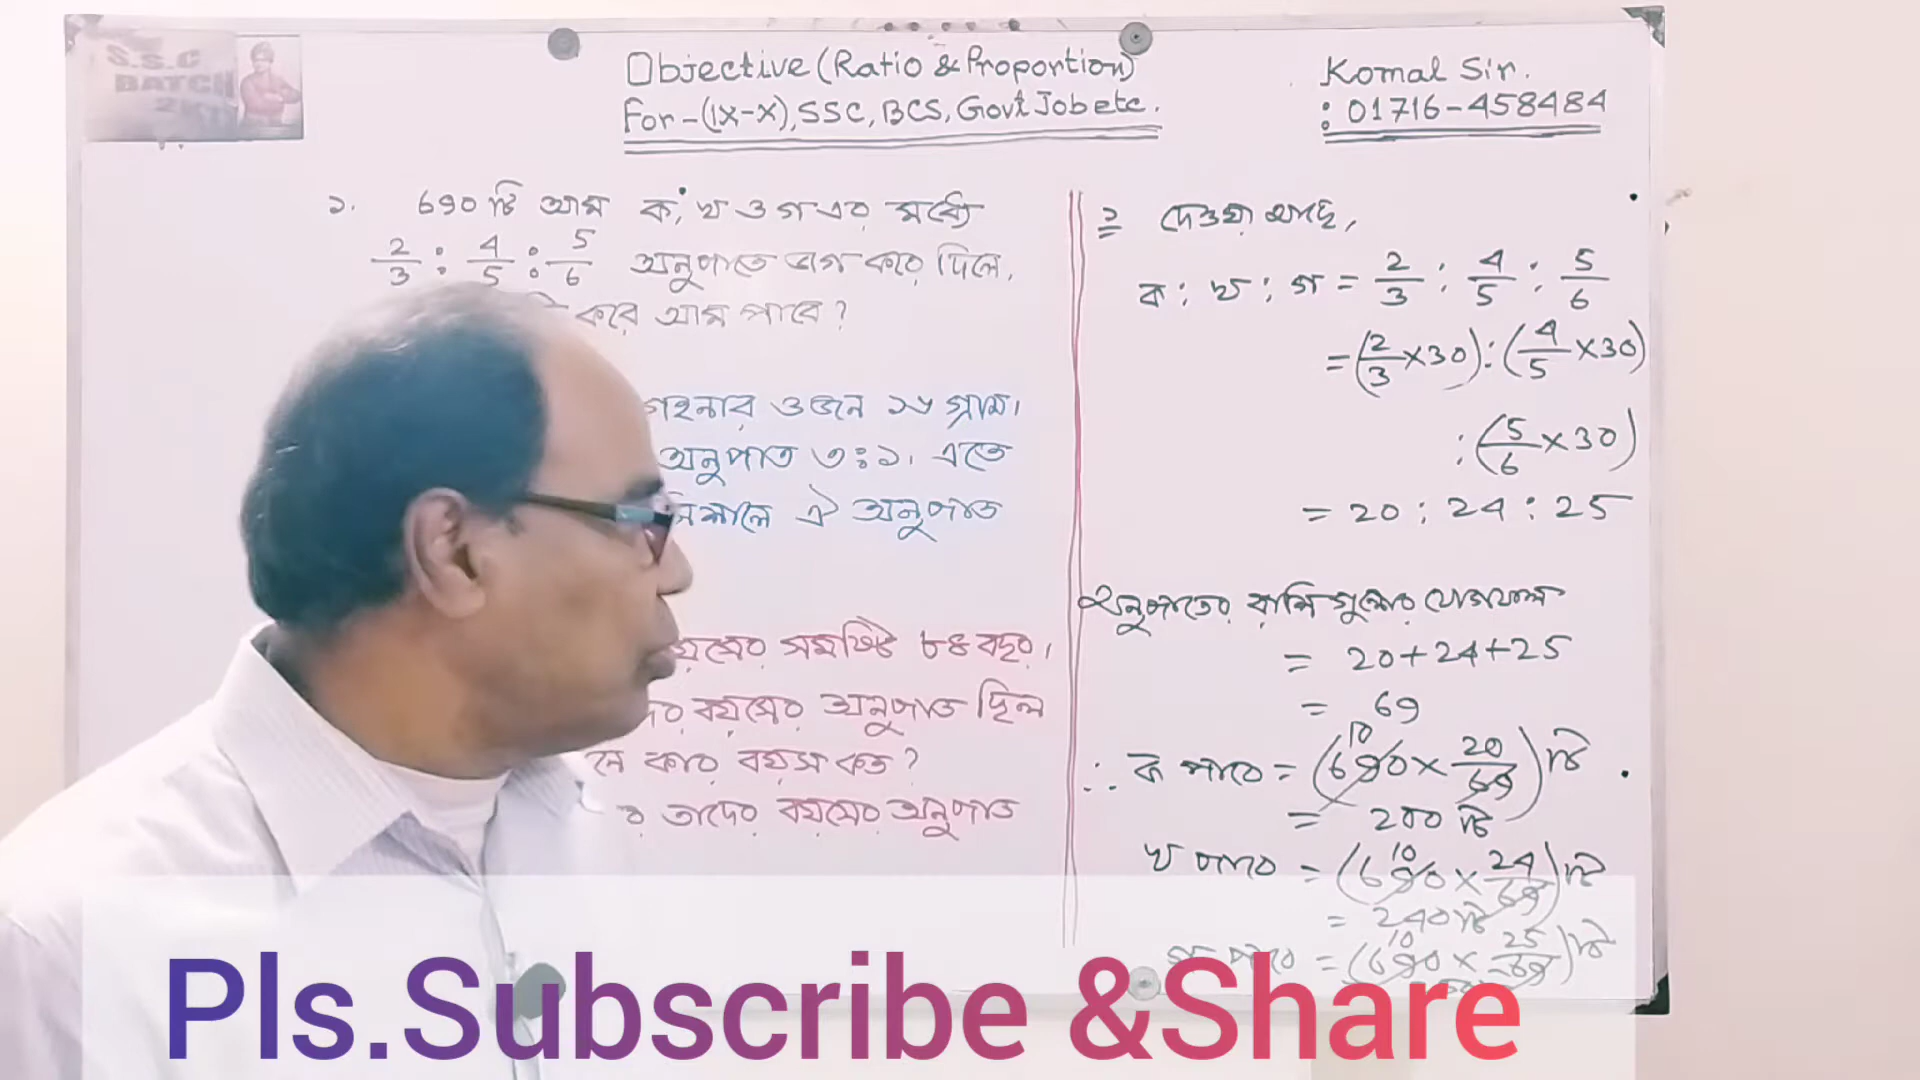 S.S.C
BATCH
Objective (Ratio & Proportion)
For-(IX-X), SSC, BCS, Govt Job etc.
Komal Sir.
: 01716-458484
১. 690 টি আম ক, খ ও গ এর মধ্যে
2/3 : 4/5 : 5/6 অনুপাতে ভাগ করে দিলে,
করে আম পাবে?
গহনার ওজন ১৬ গ্রাম।
অনুপাত ৩ঃ১। এতে
মিশালে ঐ অনুপাত
বয়সের সমষ্টি ৮৪ বছর।
বয়সের অনুপাত ছিল
কার বয়স কত?
তাদের বয়সের অনুপাত
১ দেওয়া আছে,
ক : খ : গ = 2/3 : 4/5 : 5/6
= (2/3 × 30) : (4/5 × 30)
: (5/6 × 30)
= 20 : 24 : 25
অনুপাতের রাশি গুলোর যোগফল
= 20+24+25
= 69
10
∴ ক পাবে = (690 × 20/69) টি
= 200 টি
10
খ পাবে = (690 × 24/69) টি
= 240 টি
10
গ পাবে = (690 × 25/69) টি
Pls.Subscribe &Share